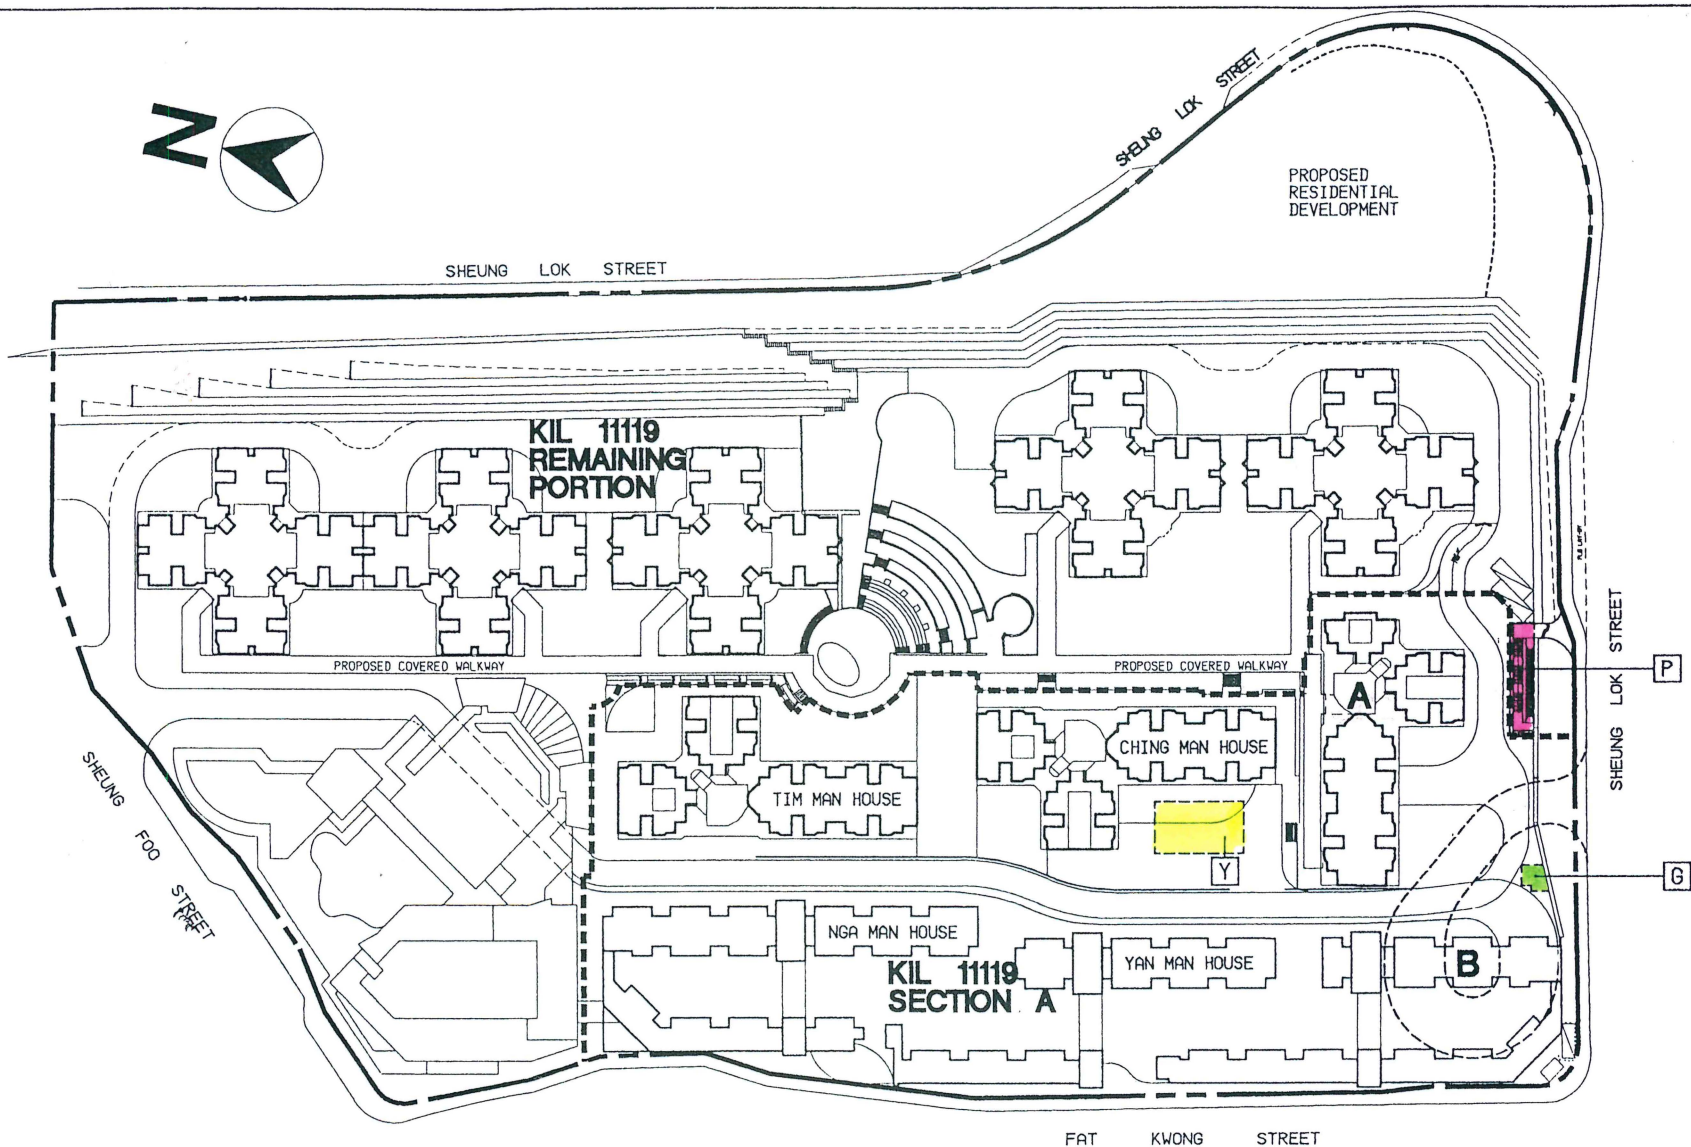 SHEUNG LOK STREET
N
PROPOSED
RESIDENTIAL
DEVELOPMENT
SHEUNG LOK STREET
KIL 11119
REMAINING
PORTION
SHEUNG LOK STREET
PROPOSED COVERED WALKWAY
PROPOSED COVERED WALKWAY
P
A
CHING MAN HOUSE
TIM MAN HOUSE
SHEUNG FOO STREET
Y
G
NGA MAN HOUSE
YAN MAN HOUSE
B
KIL 11119
SECTION A
FAT KWONG STREET